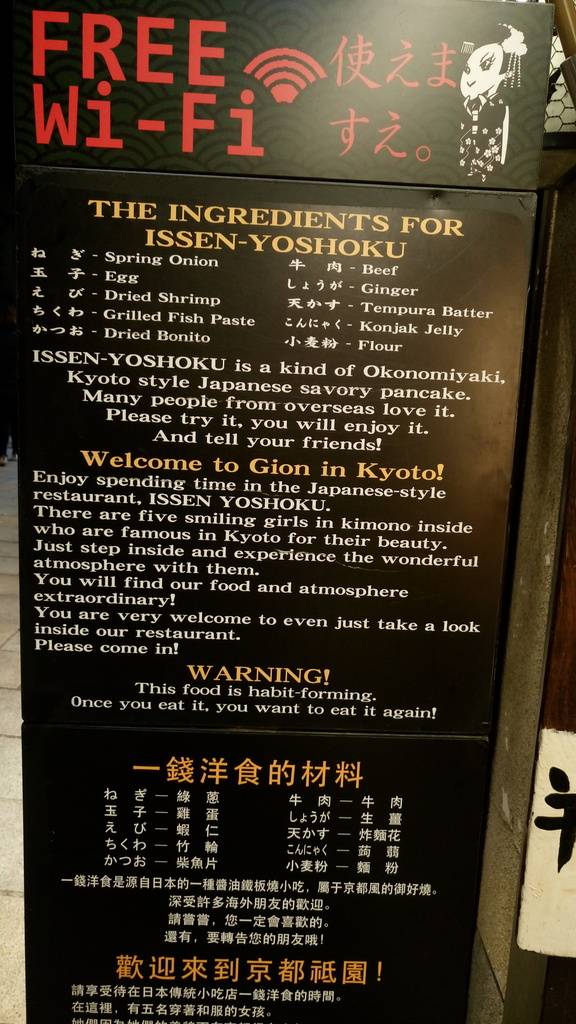 FREE
Wi-Fi
使えま
すえ。
THE INGREDIENTS FOR
ISSEN-YOSHOKU
ねぎ - Spring Onion
玉子 - Egg
えび - Dried Shrimp
ちくわ - Grilled Fish Paste
かつお - Dried Bonito
牛肉 - Beef
しょうが - Ginger
天かす - Tempura Batter
こんにゃく - Konjak Jelly
小麦粉 - Flour
ISSEN-YOSHOKU is a kind of Okonomiyaki,
Kyoto style Japanese savory pancake.
Many people from overseas love it.
Please try it, you will enjoy it.
And tell your friends!
Welcome to Gion in Kyoto!
Enjoy spending time in the Japanese-style
restaurant, ISSEN YOSHOKU.
There are five smiling girls in kimono inside
who are famous in Kyoto for their beauty.
Just step inside and experience the wonderful
atmosphere with them.
You will find our food and atmosphere
extraordinary!
You are very welcome to even just take a look
inside our restaurant.
Please come in!
WARNING!
This food is habit-forming.
Once you eat it, you want to eat it again!
一錢洋食的材料
ねぎ — 綠蔥
玉子 — 雞蛋
えび — 蝦仁
ちくわ — 竹輪
かつお — 柴魚片
牛肉 — 牛肉
しょうが — 生薑
天かす — 炸麵花
こんにゃく — 蒟蒻
小麦粉 — 麵粉
一錢洋食是源自日本的一種醬油鐵板燒小吃，屬于京都風的御好燒。
深受許多海外朋友的歡迎。
請嘗嘗，您一定會喜歡的。
還有，要轉告您的朋友哦！
歡迎來到京都祗園！
請享受待在日本傳統小吃店一錢洋食的時間。
在這裡，有五名穿著和服的女孩。